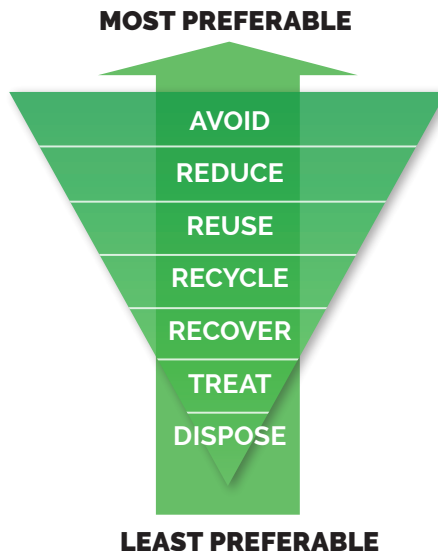 MOST PREFERABLE
AVOID
REDUCE
REUSE
RECYCLE
RECOVER
TREAT
DISPOSE
LEAST PREFERABLE